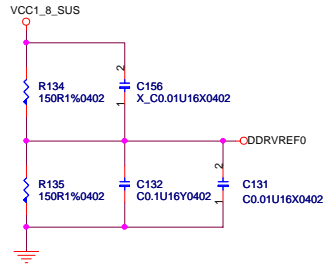 VCC1_8_SUS
2
R134
150R1%0402
C156
X_C0.01U16X0402
1
DDRVREF0
2
R135
150R1%0402
C132
C0.1U16Y0402
C131
C0.01U16X0402
1